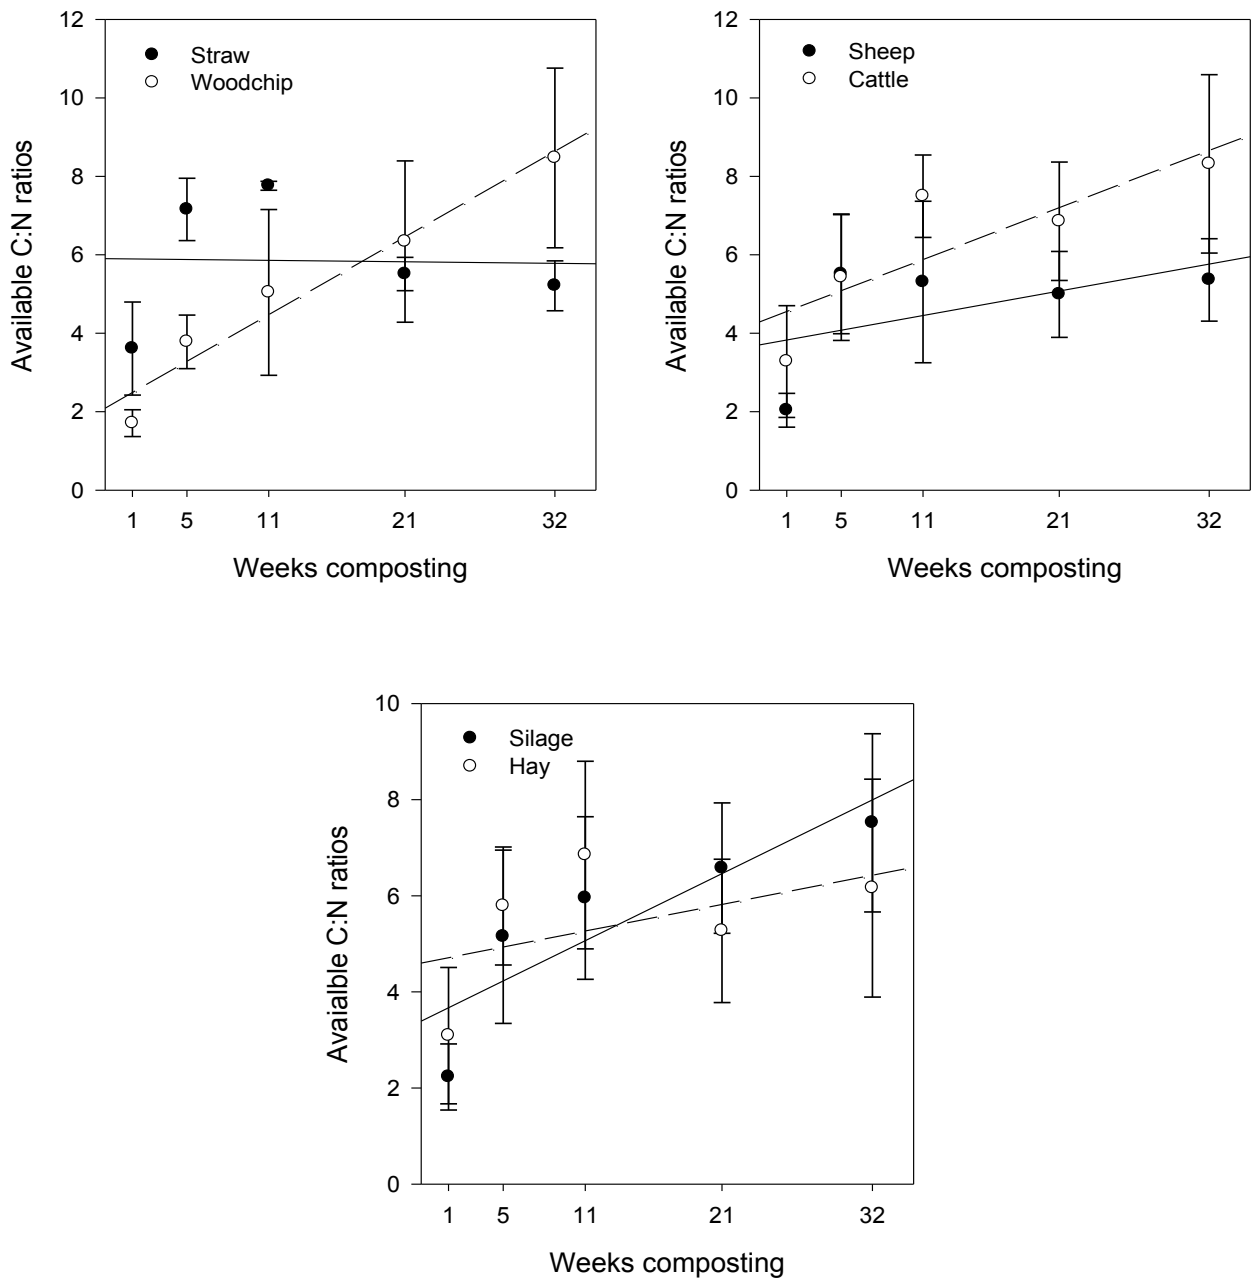 12
10
8
6
4
2
0
Available C:N ratios
Straw
Woodchip
1 5 11 21 32
Weeks composting
12
10
8
6
4
2
0
Available C:N ratios
Sheep
Cattle
1 5 11 21 32
Weeks composting
10
8
6
4
2
0
Avaialble C:N ratios
Silage
Hay
1 5 11 21 32
Weeks composting